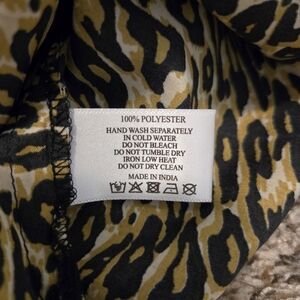 100% POLYESTER
HAND WASH SEPARATELY
IN COLD WATER
DO NOT BLEACH
DO NOT TUMBLE DRY
IRON LOW HEAT
DO NOT DRY CLEAN
MADE IN INDIA